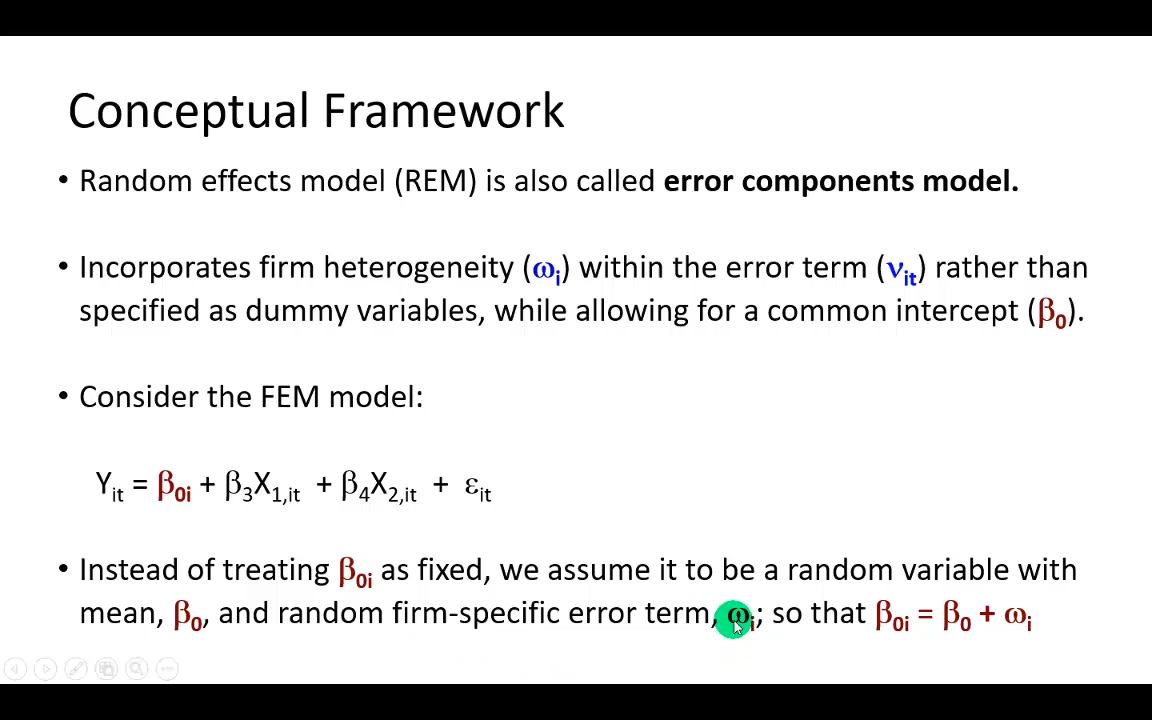 Conceptual Framework
• Random effects model (REM) is also called error components model.
• Incorporates firm heterogeneity (ωᵢ) within the error term (νᵢₜ) rather than
specified as dummy variables, while allowing for a common intercept (β₀).
• Consider the FEM model:
Yᵢₜ = β₀ᵢ + β₃X₁,ᵢₜ + β₄X₂,ᵢₜ + εᵢₜ
• Instead of treating β₀ᵢ as fixed, we assume it to be a random variable with
mean, β₀, and random firm-specific error term, ωᵢ; so that β₀ᵢ = β₀ + ωᵢ